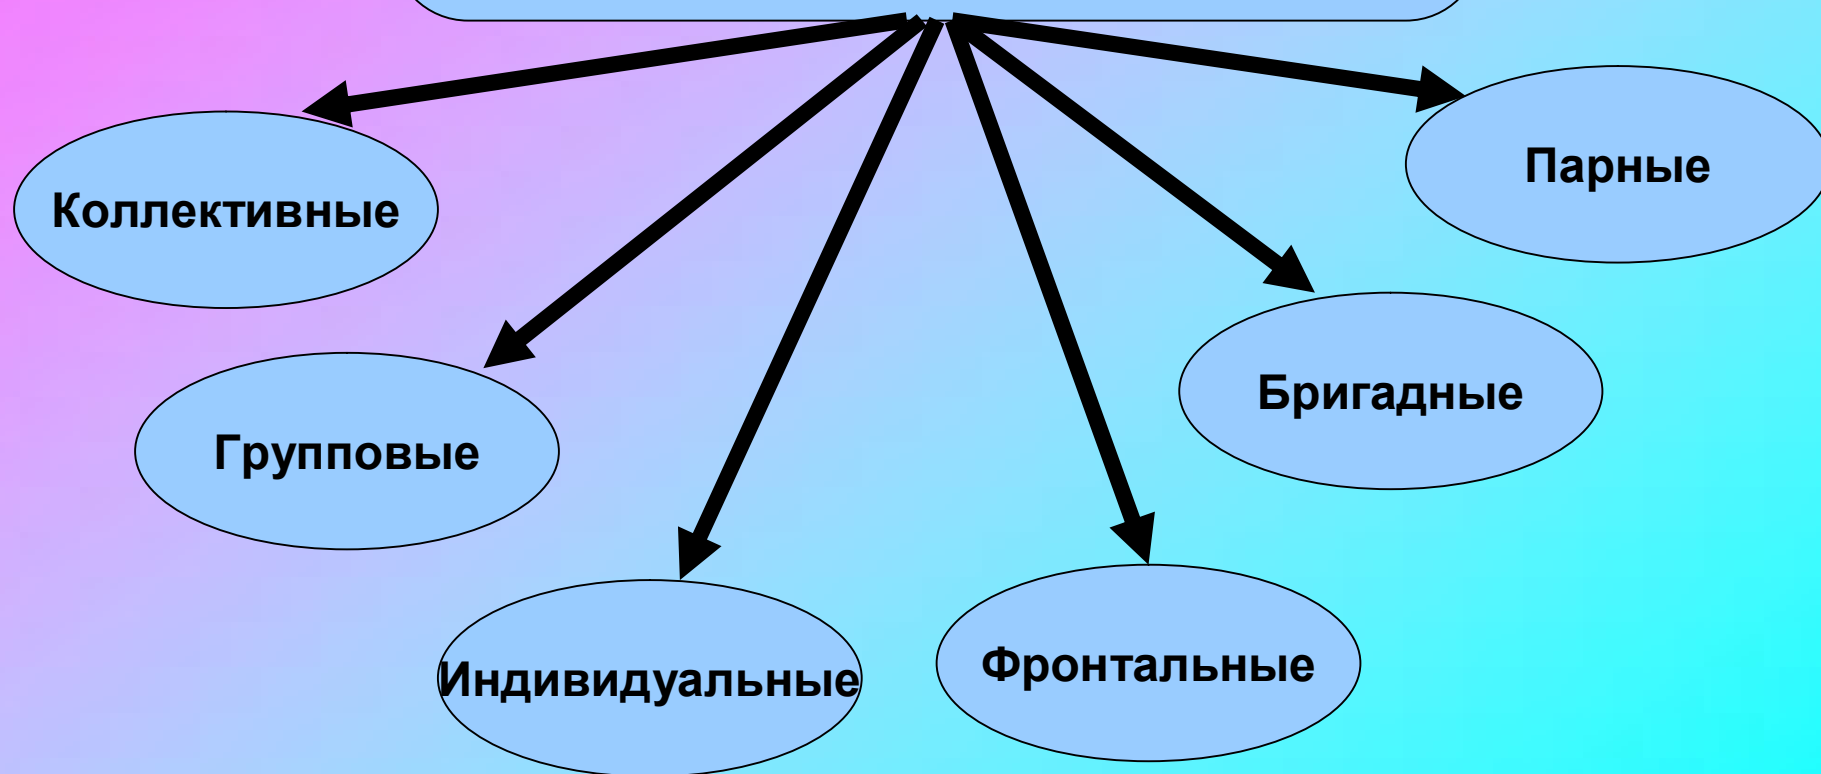 Коллективные
Парные
Групповые
Бригадные
Индивидуальные
Фронтальные